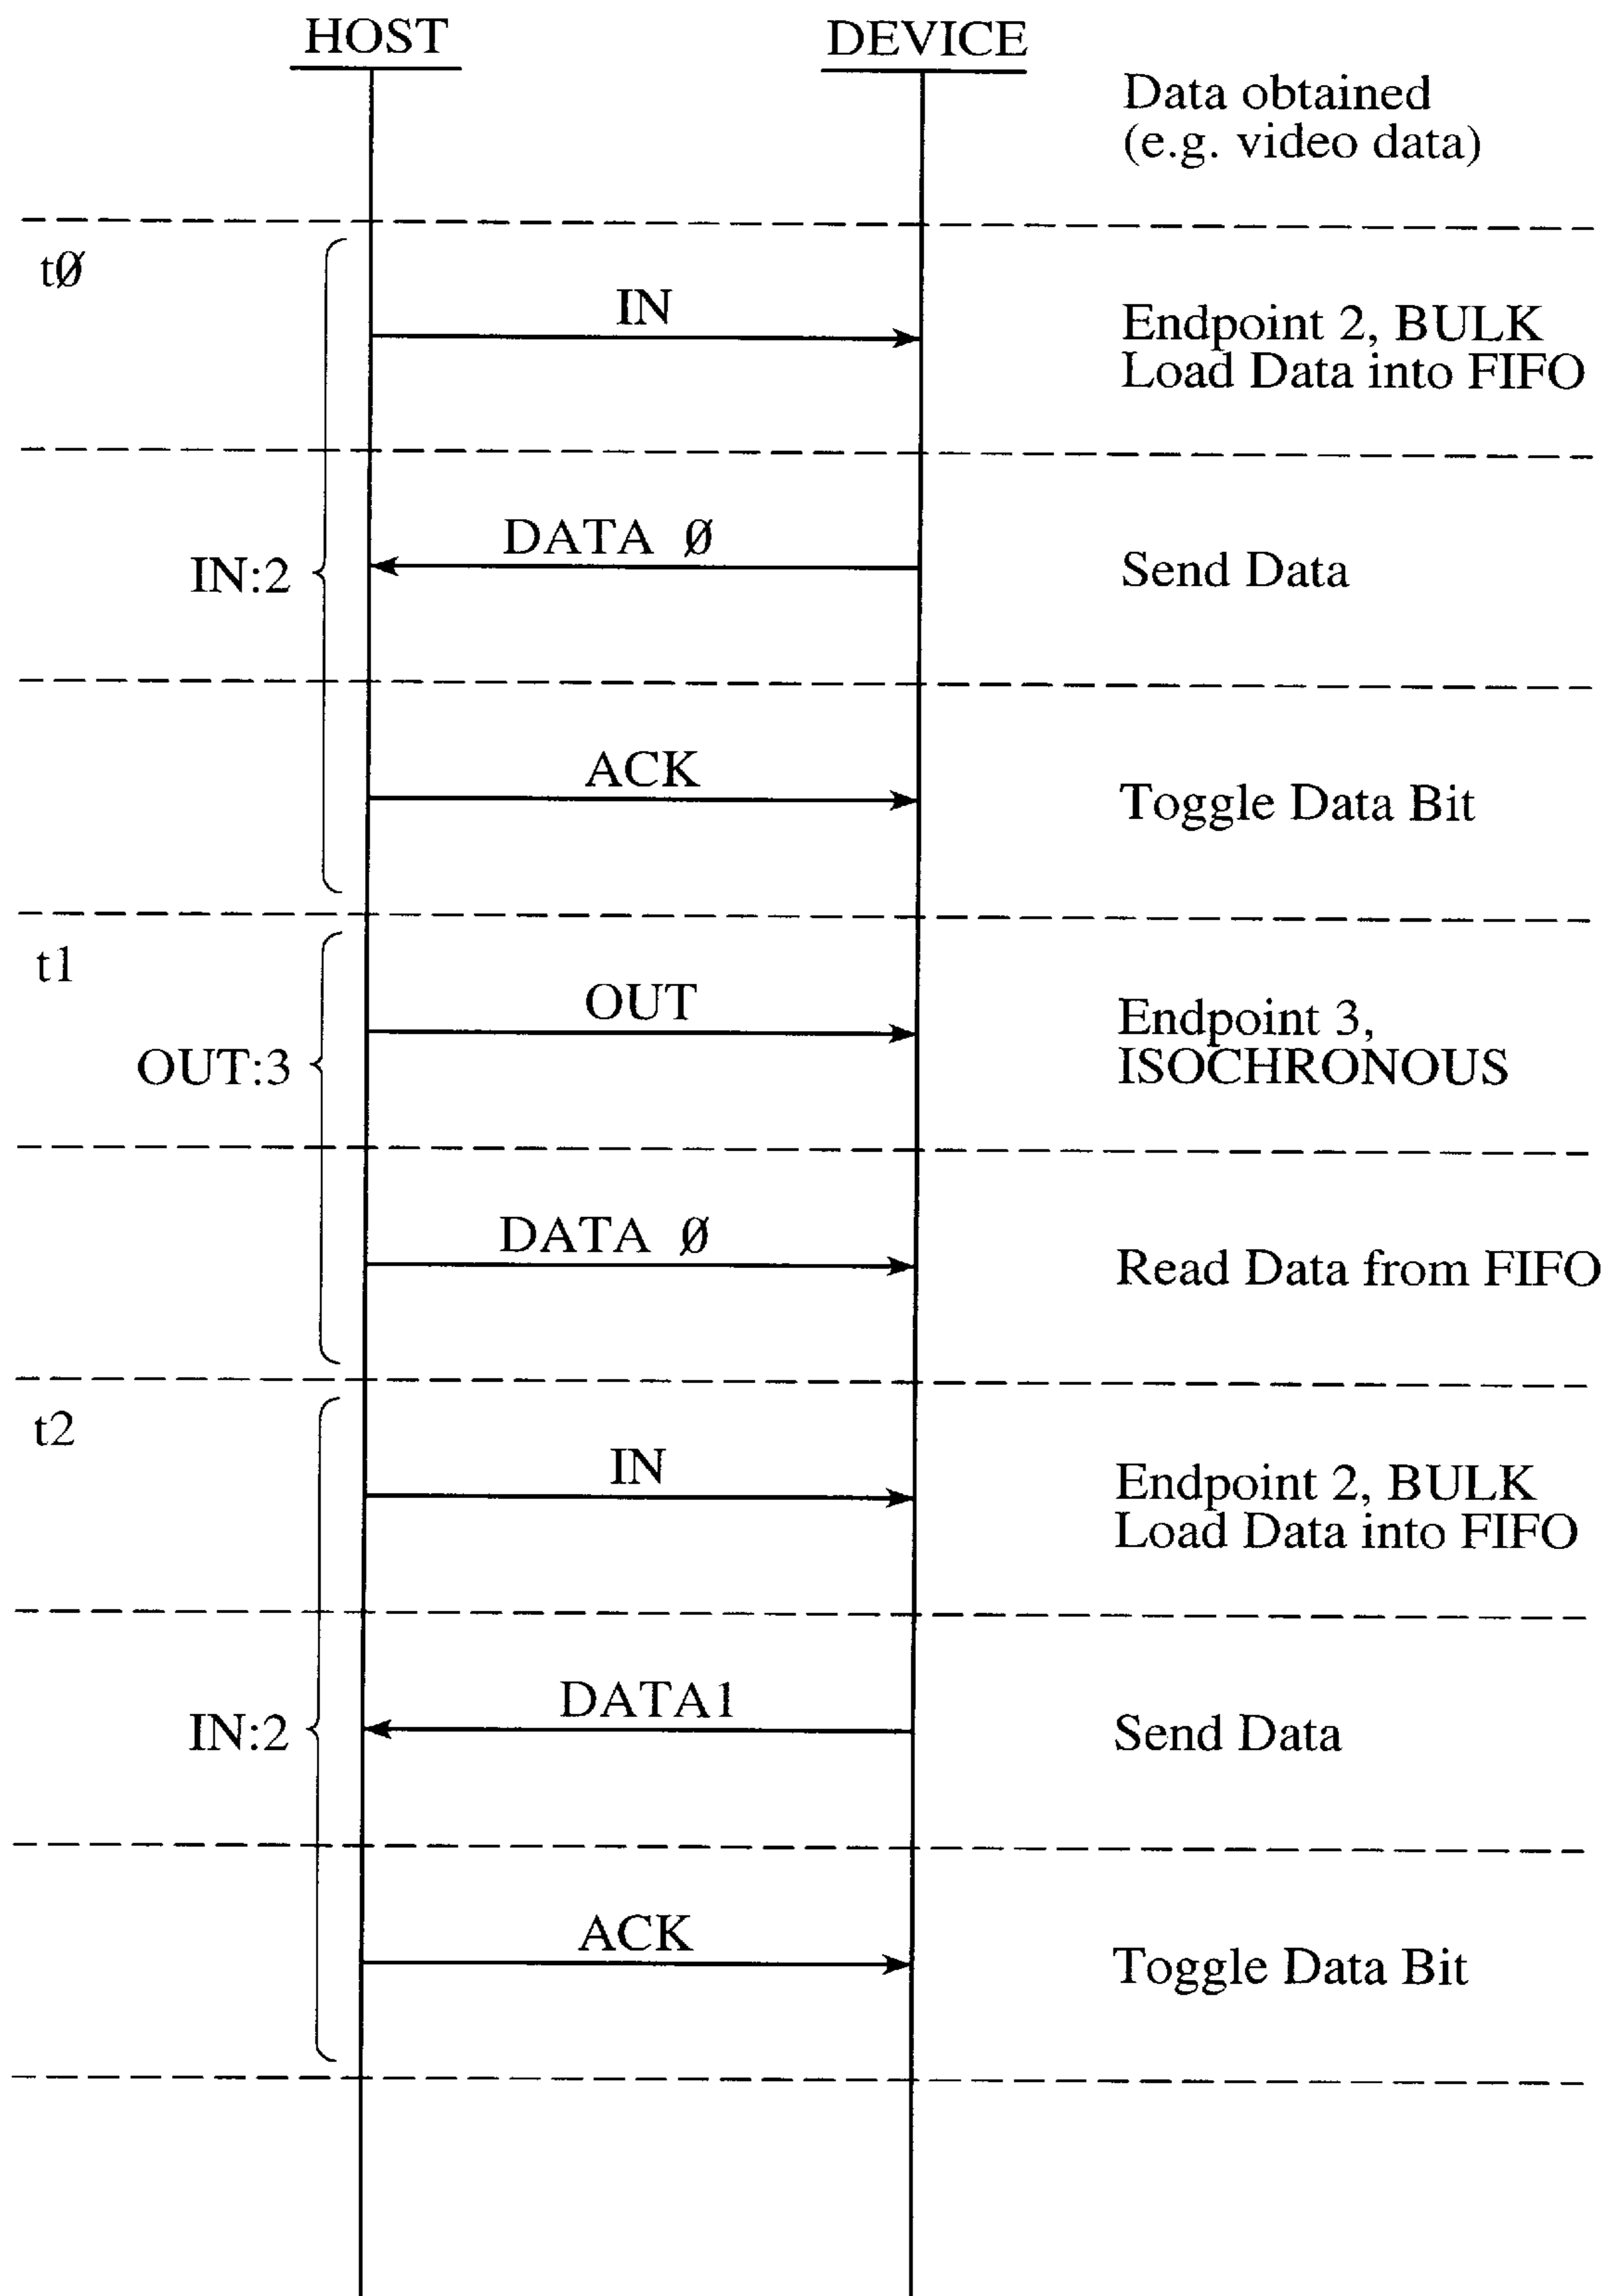 HOST
DEVICE
Data obtained
(e.g. video data)
tØ
IN
Endpoint 2, BULK
Load Data into FIFO
DATA Ø
IN:2
Send Data
ACK
Toggle Data Bit
t1
OUT
Endpoint 3,
ISOCHRONOUS
OUT:3
DATA Ø
Read Data from FIFO
t2
IN
Endpoint 2, BULK
Load Data into FIFO
DATA1
IN:2
Send Data
ACK
Toggle Data Bit